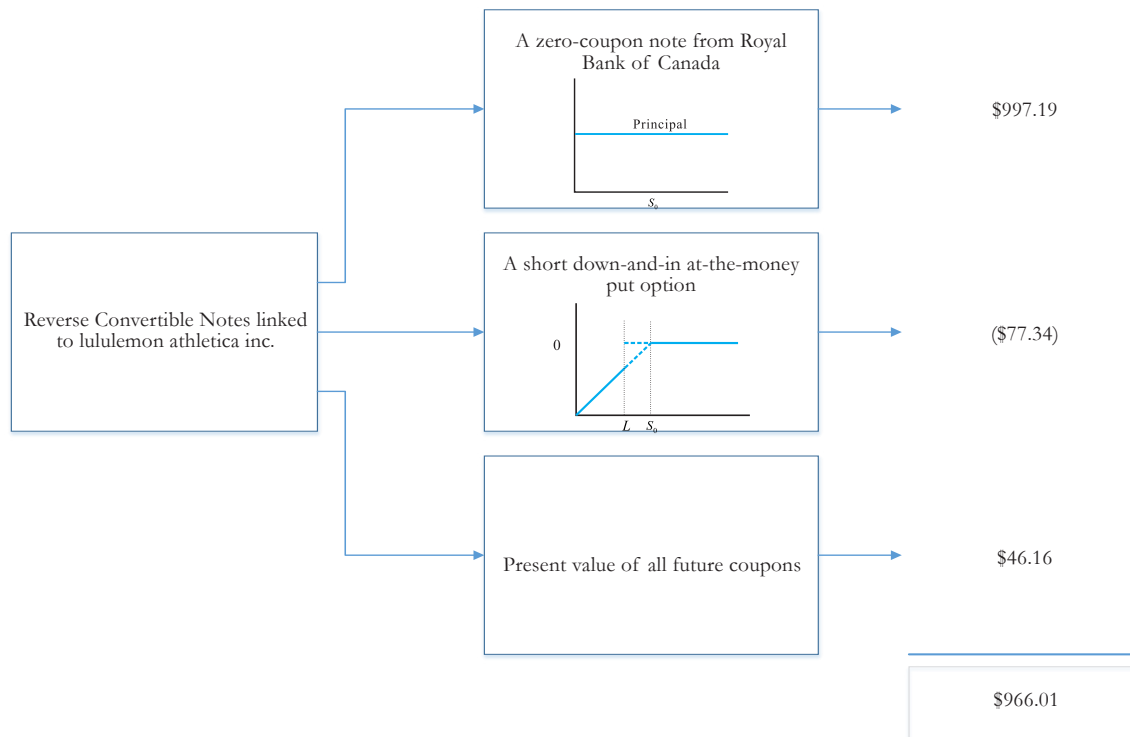 A zero-coupon note from Royal
Bank of Canada
Principal
S₀
$997.19
Reverse Convertible Notes linked
to lululemon athletica inc.
A short down-and-in at-the-money
put option
0
L S₀
($77.34)
Present value of all future coupons
$46.16
$966.01